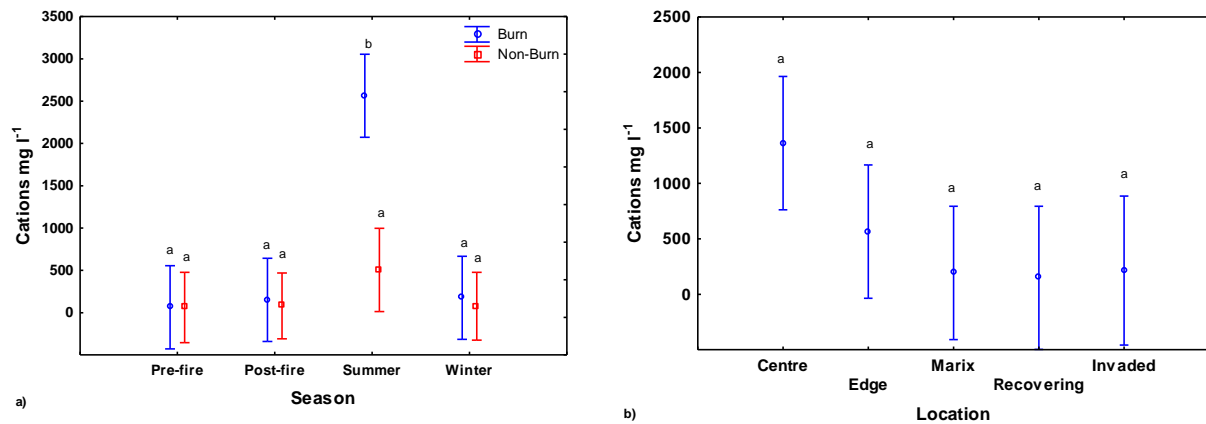 3500
3000
2500
2000
1500
1000
500
0
Cations mg l⁻¹
Burn
Non-Burn
a a
a a
b
a
a a
Pre-fire Post-fire Summer Winter
Season
a)
2500
2000
1500
1000
500
0
Cations mg l⁻¹
a
a
a
a
a
Centre Marix Invaded
Edge Recovering
Location
b)